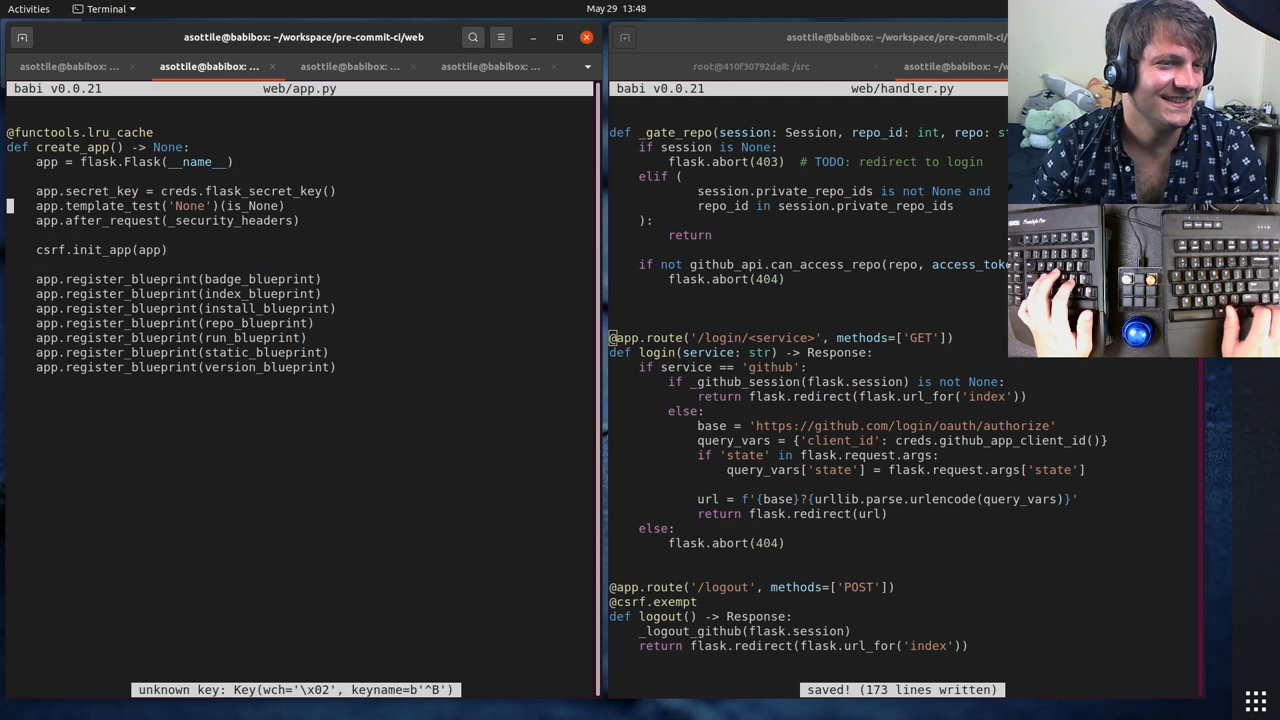 Activities
Terminal
May 29 13:48
asottile@babibox: ~/workspace/pre-commit-ci/web
asottile@babibox: ...
asottile@babibox: ...
asottile@babibox: ...
asottile@babibox: ...
babi v0.0.21 web/app.py
@functools.lru_cache
def create_app() -> None:
app = flask.Flask(__name__)
app.secret_key = creds.flask_secret_key()
app.template_test('None')(is_None)
app.after_request(_security_headers)
csrf.init_app(app)
app.register_blueprint(badge_blueprint)
app.register_blueprint(index_blueprint)
app.register_blueprint(install_blueprint)
app.register_blueprint(repo_blueprint)
app.register_blueprint(run_blueprint)
app.register_blueprint(static_blueprint)
app.register_blueprint(version_blueprint)
unknown key: Key(wch='\x02', keyname=b'^B')
asottile@babibox: ~/workspace/pre-commit-ci/
root@410f30792da8: /src
asottile@babibox: ~/w
babi v0.0.21 web/handler.py
def _gate_repo(session: Session, repo_id: int, repo: st
if session is None:
flask.abort(403)  # TODO: redirect to login
elif (
session.private_repo_ids is not None and
repo_id in session.private_repo_ids
):
return
if not github_api.can_access_repo(repo, access_toke
flask.abort(404)
@app.route('/login/<service>', methods=['GET'])
def login(service: str) -> Response:
if service == 'github':
if _github_session(flask.session) is not None:
return flask.redirect(flask.url_for('index'))
else:
base = 'https://github.com/login/oauth/authorize'
query_vars = {'client_id': creds.github_app_client_id()}
if 'state' in flask.request.args:
query_vars['state'] = flask.request.args['state']
url = f'{base}?{urllib.parse.urlencode(query_vars)}'
return flask.redirect(url)
else:
flask.abort(404)
@app.route('/logout', methods=['POST'])
@csrf.exempt
def logout() -> Response:
_logout_github(flask.session)
return flask.redirect(flask.url_for('index'))
saved! (173 lines written)